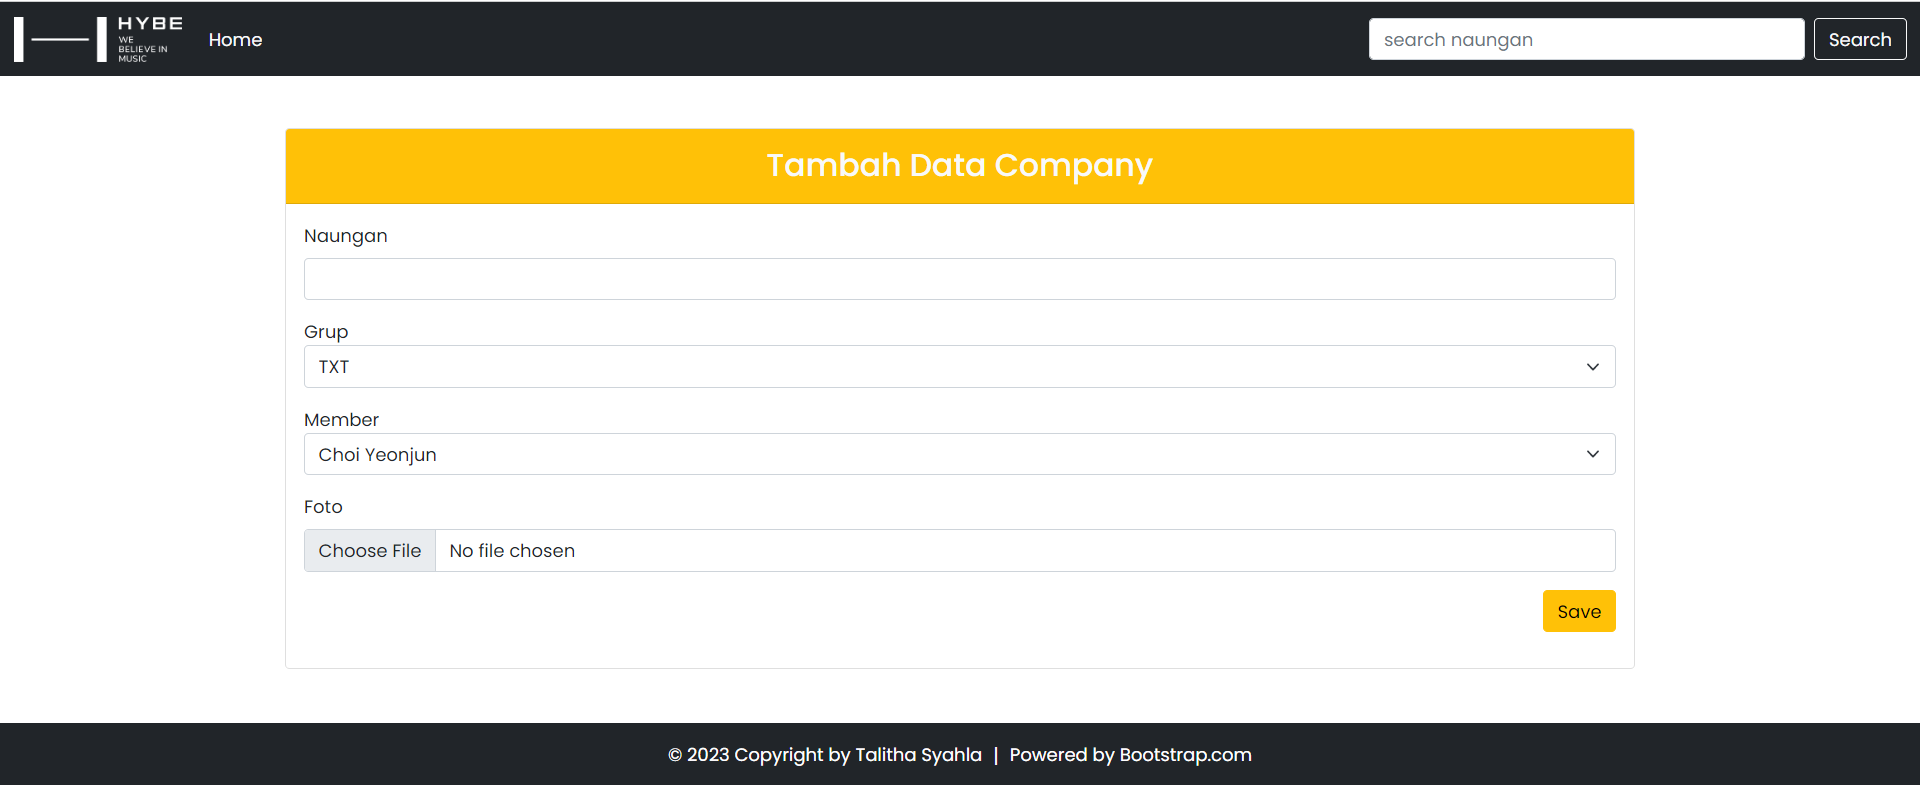 HYBE
WE
BELIEVE IN
MUSIC
Home
search naungan
Search
Tambah Data Company
Naungan
Grup
TXT
Member
Choi Yeonjun
Foto
Choose File No file chosen
Save
© 2023 Copyright by Talitha Syahla | Powered by Bootstrap.com